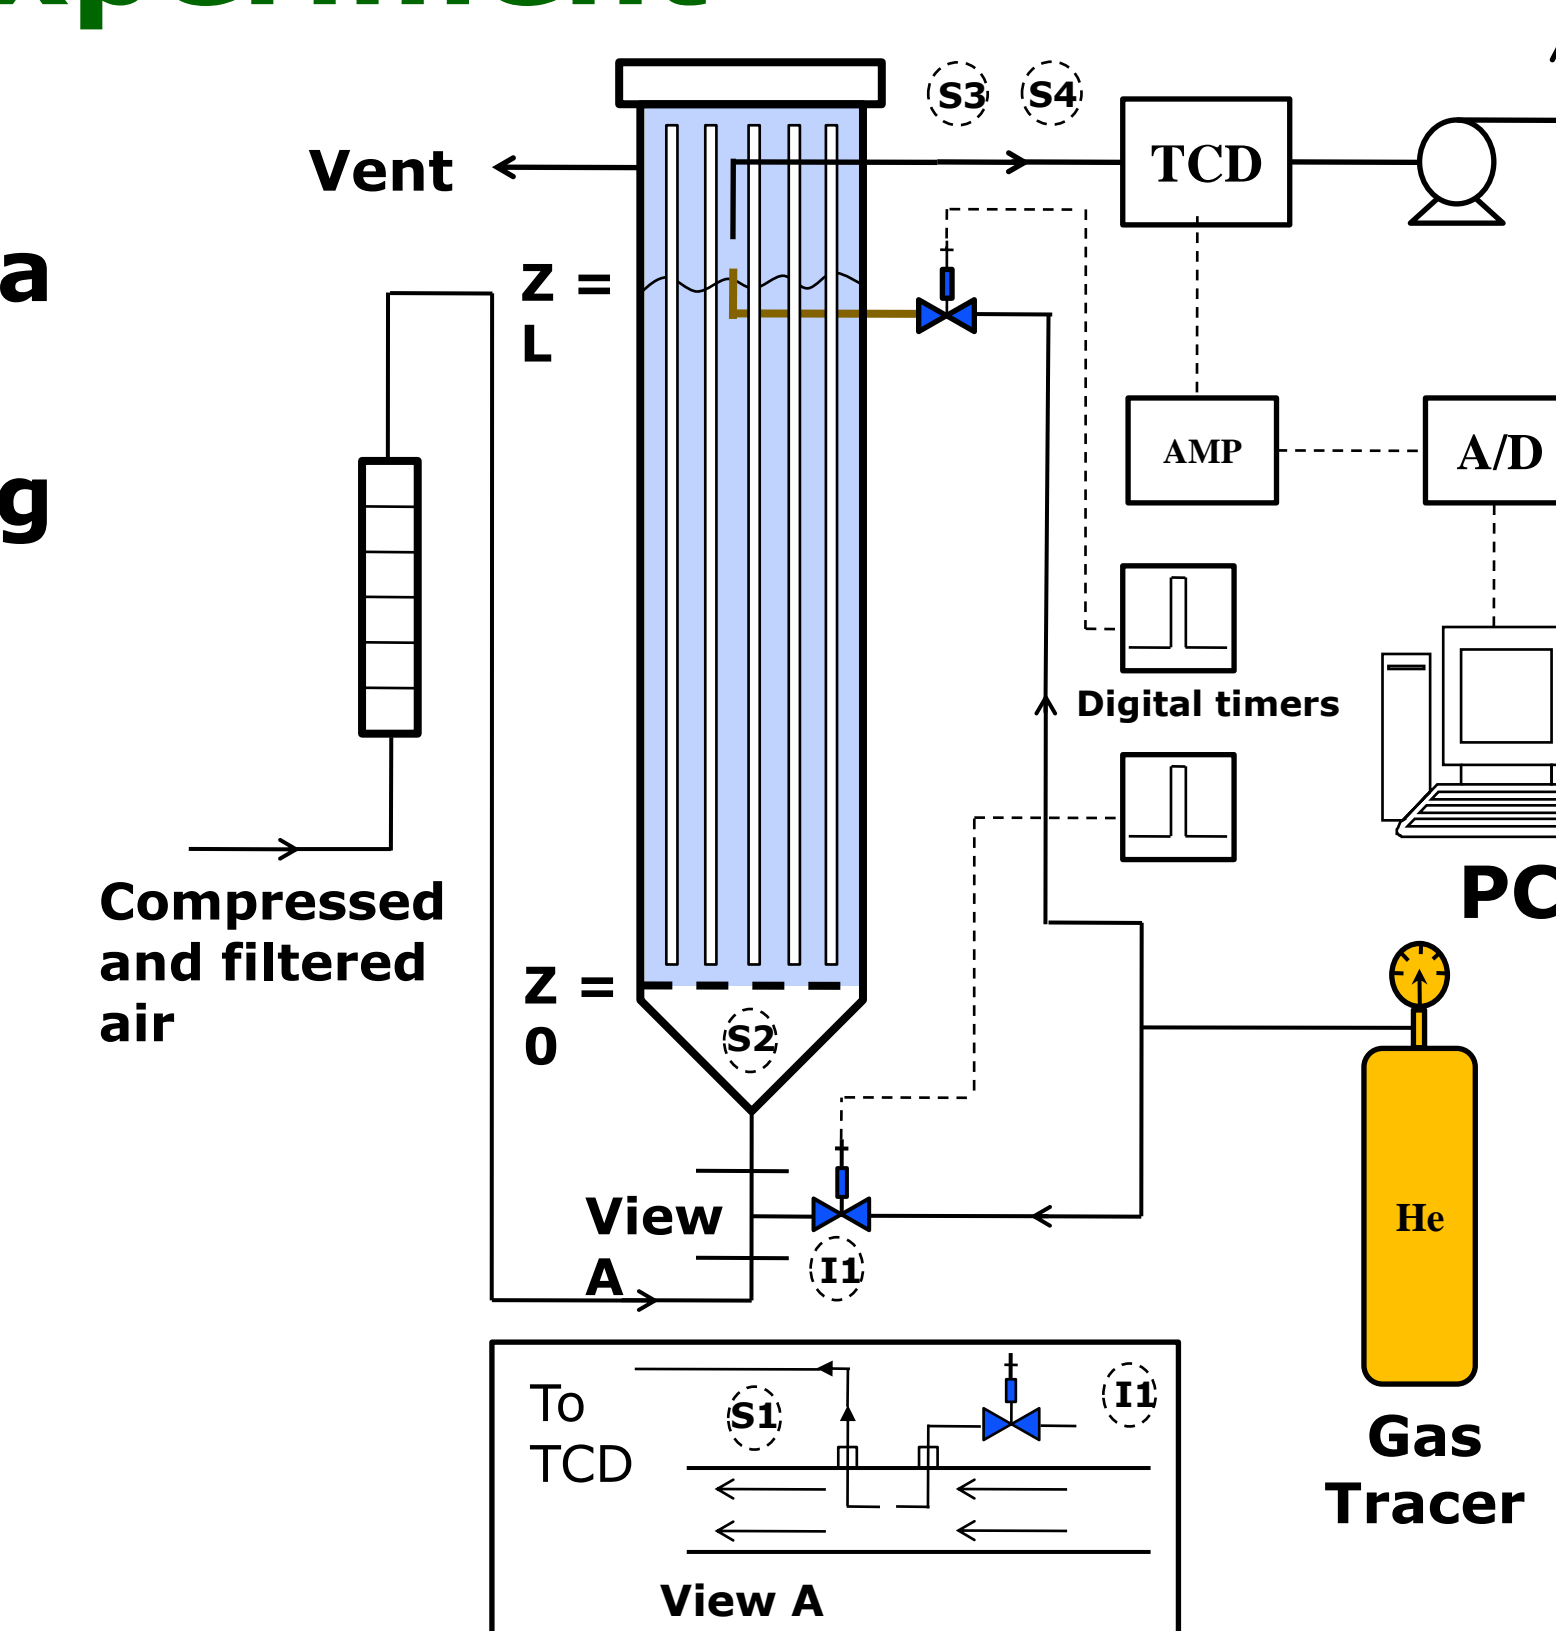 S3 S4
Vent
TCD
a
Z =
L
AMP
A/D
g
Digital timers
PC
Compressed
and filtered
air
Z =
0
S2
View
A
I1
He
To
TCD
S1
I1
Gas
Tracer
View A